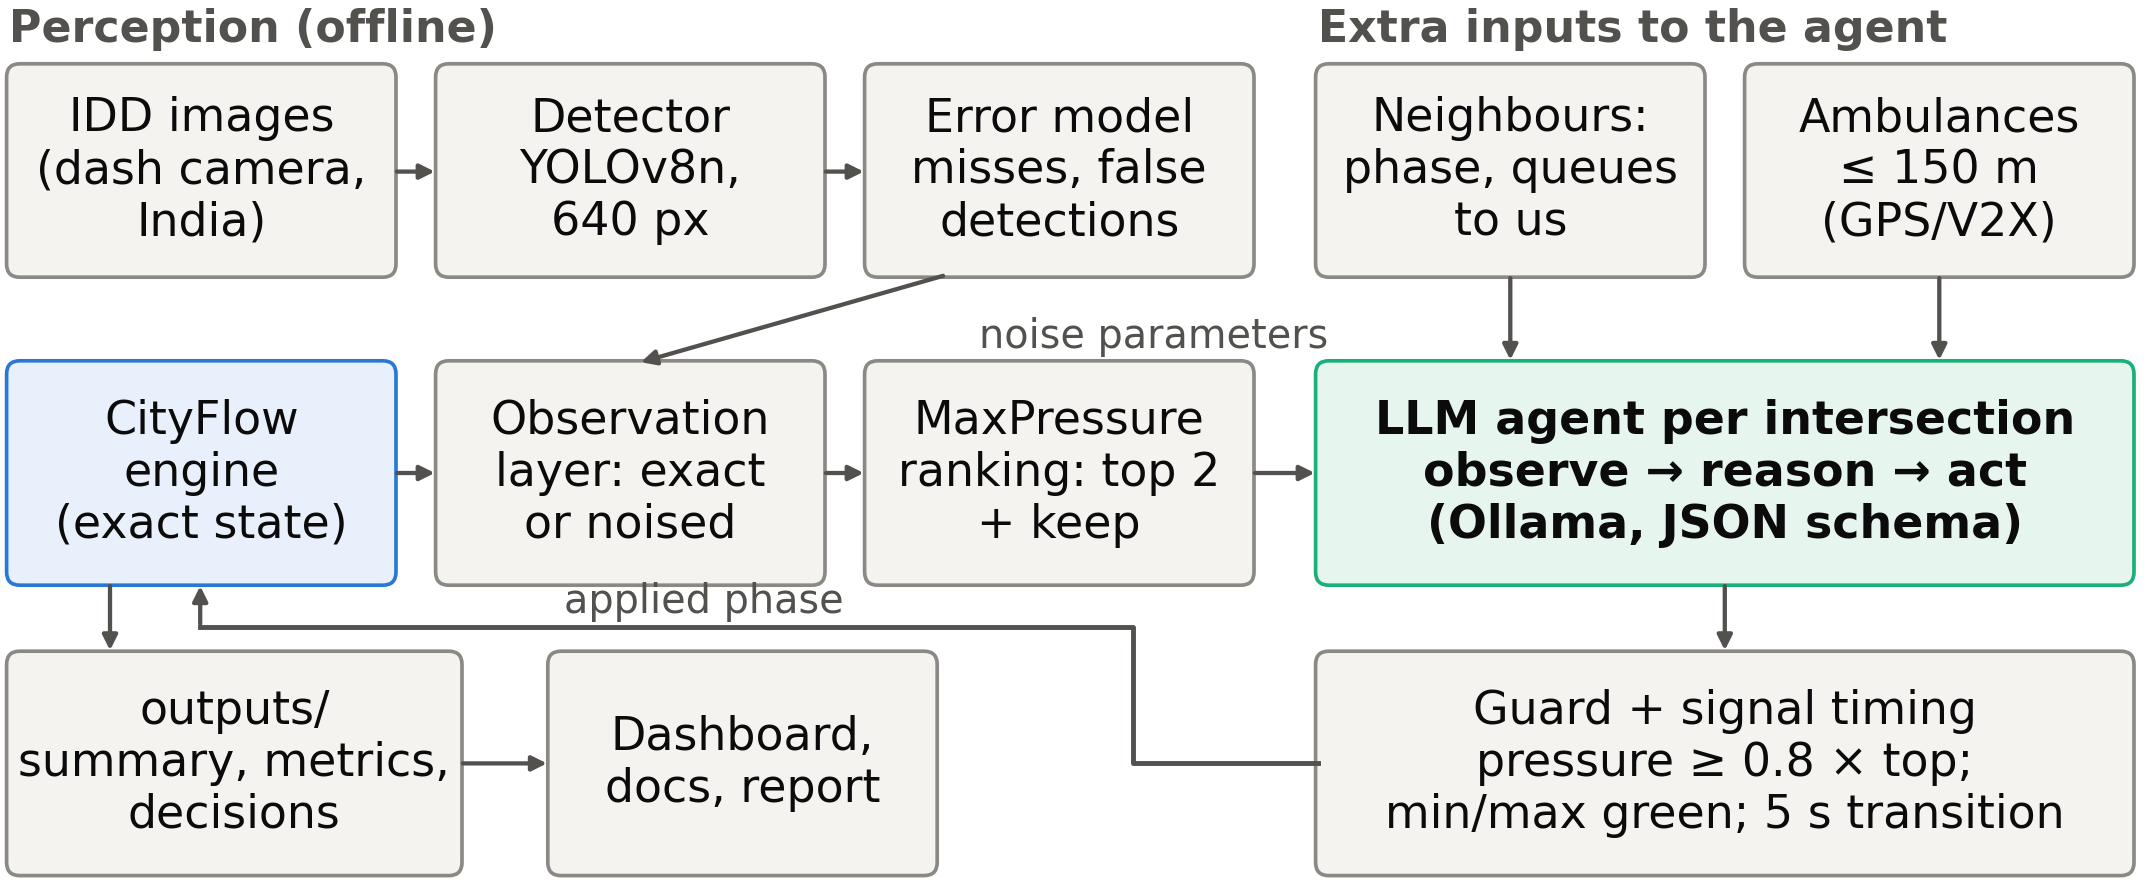 Perception (offline)
Extra inputs to the agent
IDD images
(dash camera,
India)
Detector
YOLOv8n,
640 px
Error model
misses, false
detections
Neighbours:
phase, queues
to us
Ambulances
≤ 150 m
(GPS/V2X)
noise parameters
CityFlow
engine
(exact state)
Observation
layer: exact
or noised
MaxPressure
ranking: top 2
+ keep
LLM agent per intersection
observe → reason → act
(Ollama, JSON schema)
applied phase
outputs/
summary, metrics,
decisions
Dashboard,
docs, report
Guard + signal timing
pressure ≥ 0.8 × top;
min/max green; 5 s transition